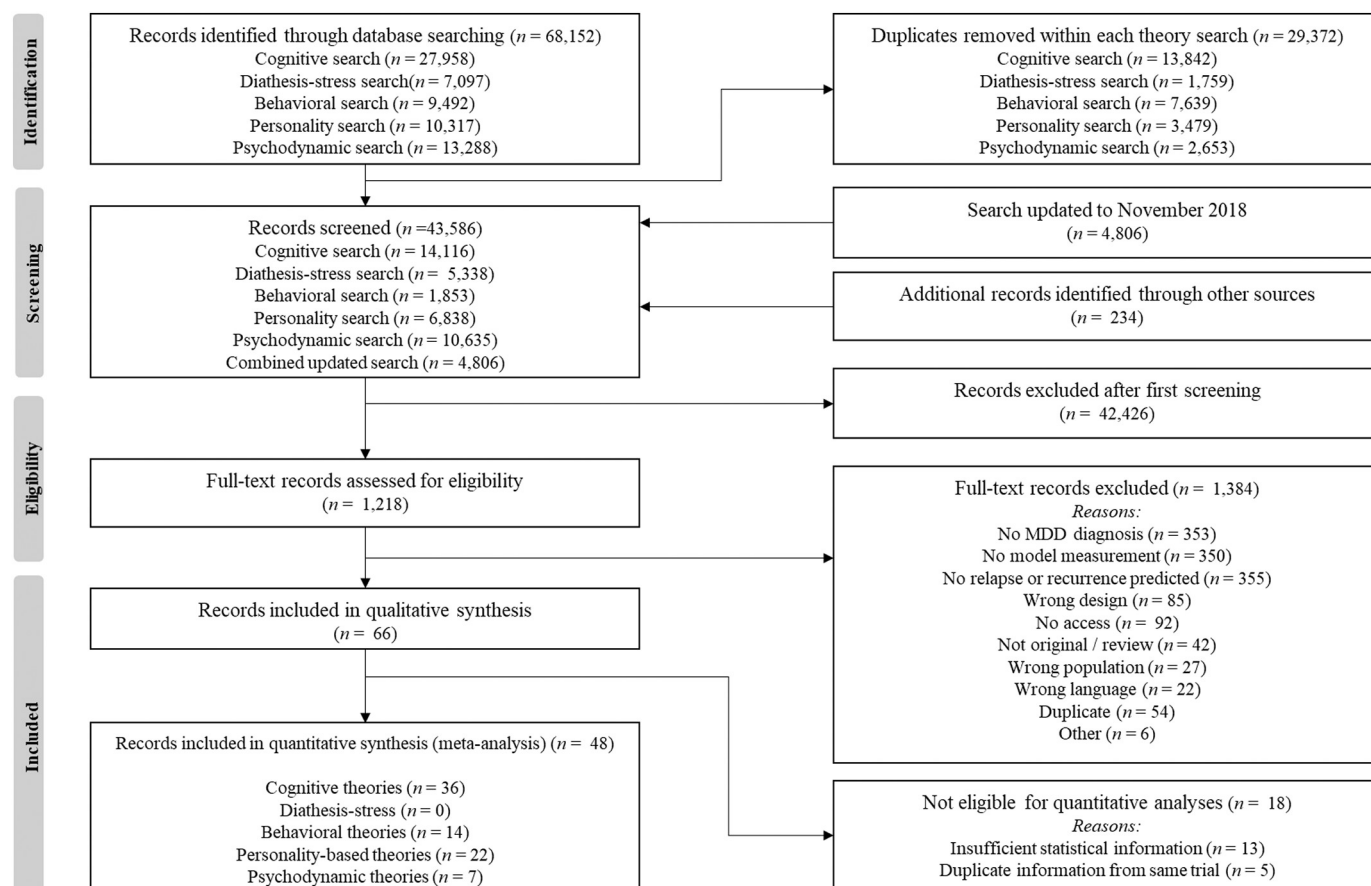 Identification
Records identified through database searching (n = 68,152)
Cognitive search (n = 27,958)
Diathesis-stress search(n = 7,097)
Behavioral search (n = 9,492)
Personality search (n = 10,317)
Psychodynamic search (n = 13,288)
Duplicates removed within each theory search (n = 29,372)
Cognitive search (n = 13,842)
Diathesis-stress search (n = 1,759)
Behavioral search (n = 7,639)
Personality search (n = 3,479)
Psychodynamic search (n = 2,653)
Screening
Records screened (n =43,586)
Cognitive search (n = 14,116)
Diathesis-stress search (n = 5,338)
Behavioral search (n = 1,853)
Personality search (n = 6,838)
Psychodynamic search (n = 10,635)
Combined updated search (n = 4,806)
Search updated to November 2018
(n = 4,806)
Additional records identified through other sources
(n = 234)
Records excluded after first screening
(n = 42,426)
Eligibility
Full-text records assessed for eligibility
(n = 1,218)
Full-text records excluded (n = 1,384)
Reasons:
No MDD diagnosis (n = 353)
No model measurement (n = 350)
No relapse or recurrence predicted (n = 355)
Wrong design (n = 85)
No access (n = 92)
Not original / review (n = 42)
Wrong population (n = 27)
Wrong language (n = 22)
Duplicate (n = 54)
Other (n = 6)
Included
Records included in qualitative synthesis
(n = 66)
Records included in quantitative synthesis (meta-analysis) (n = 48)
Cognitive theories (n = 36)
Diathesis-stress (n = 0)
Behavioral theories (n = 14)
Personality-based theories (n = 22)
Psychodynamic theories (n = 7)
Not eligible for quantitative analyses (n = 18)
Reasons:
Insufficient statistical information (n = 13)
Duplicate information from same trial (n = 5)